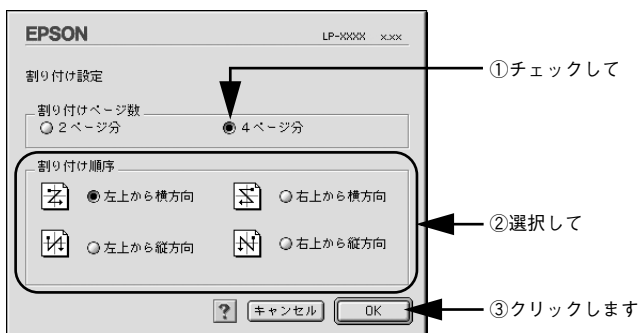 EPSON LP-XXXX x.xx
割り付け設定
①チェックして
割り付けページ数
2ページ分 4ページ分
割り付け順序
左上から横方向 右上から横方向
②選択して
左上から縦方向 右上から縦方向
? キャンセル OK
③クリックします